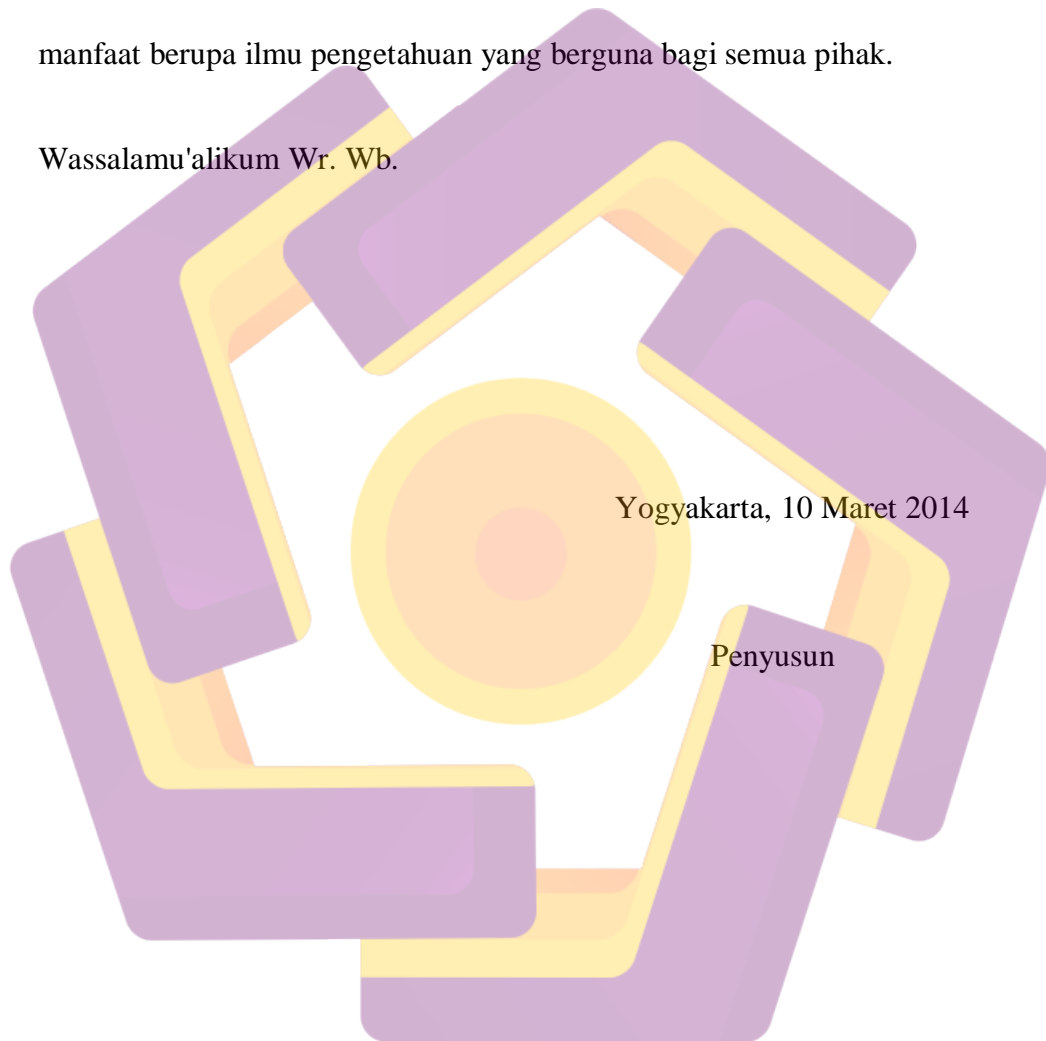 manfaat berupa ilmu pengetahuan yang berguna bagi semua pihak.
Wassalamu'alikum Wr. Wb.
Yogyakarta, 10 Maret 2014
Penyusun